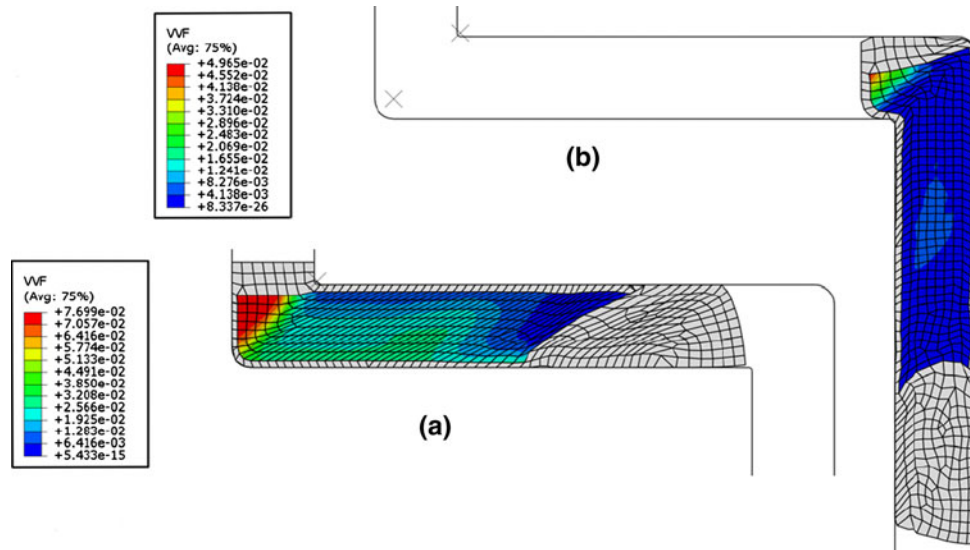 VVF
(Avg: 75%)
+4.965e-02
+4.552e-02
+4.138e-02
+3.724e-02
+3.310e-02
+2.896e-02
+2.483e-02
+2.069e-02
+1.655e-02
+1.241e-02
+8.276e-03
+4.138e-03
+8.337e-26
(b)
VVF
(Avg: 75%)
+7.699e-02
+7.057e-02
+6.416e-02
+5.774e-02
+5.133e-02
+4.491e-02
+3.850e-02
+3.208e-02
+2.566e-02
+1.925e-02
+1.283e-02
+6.416e-03
+5.433e-15
(a)